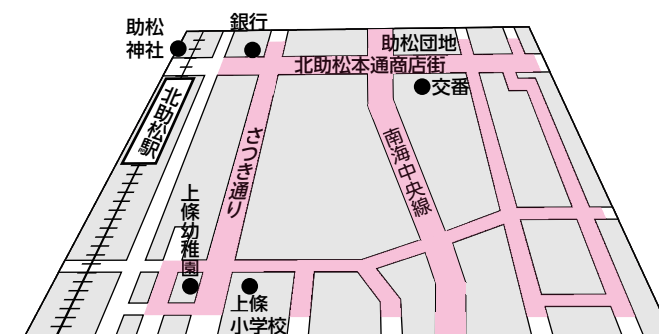 助松
神社
銀行
助松団地
北助松本通商店街
交番
北助松駅
さつき通り
南海中央線
上條幼稚園
上條
小学校